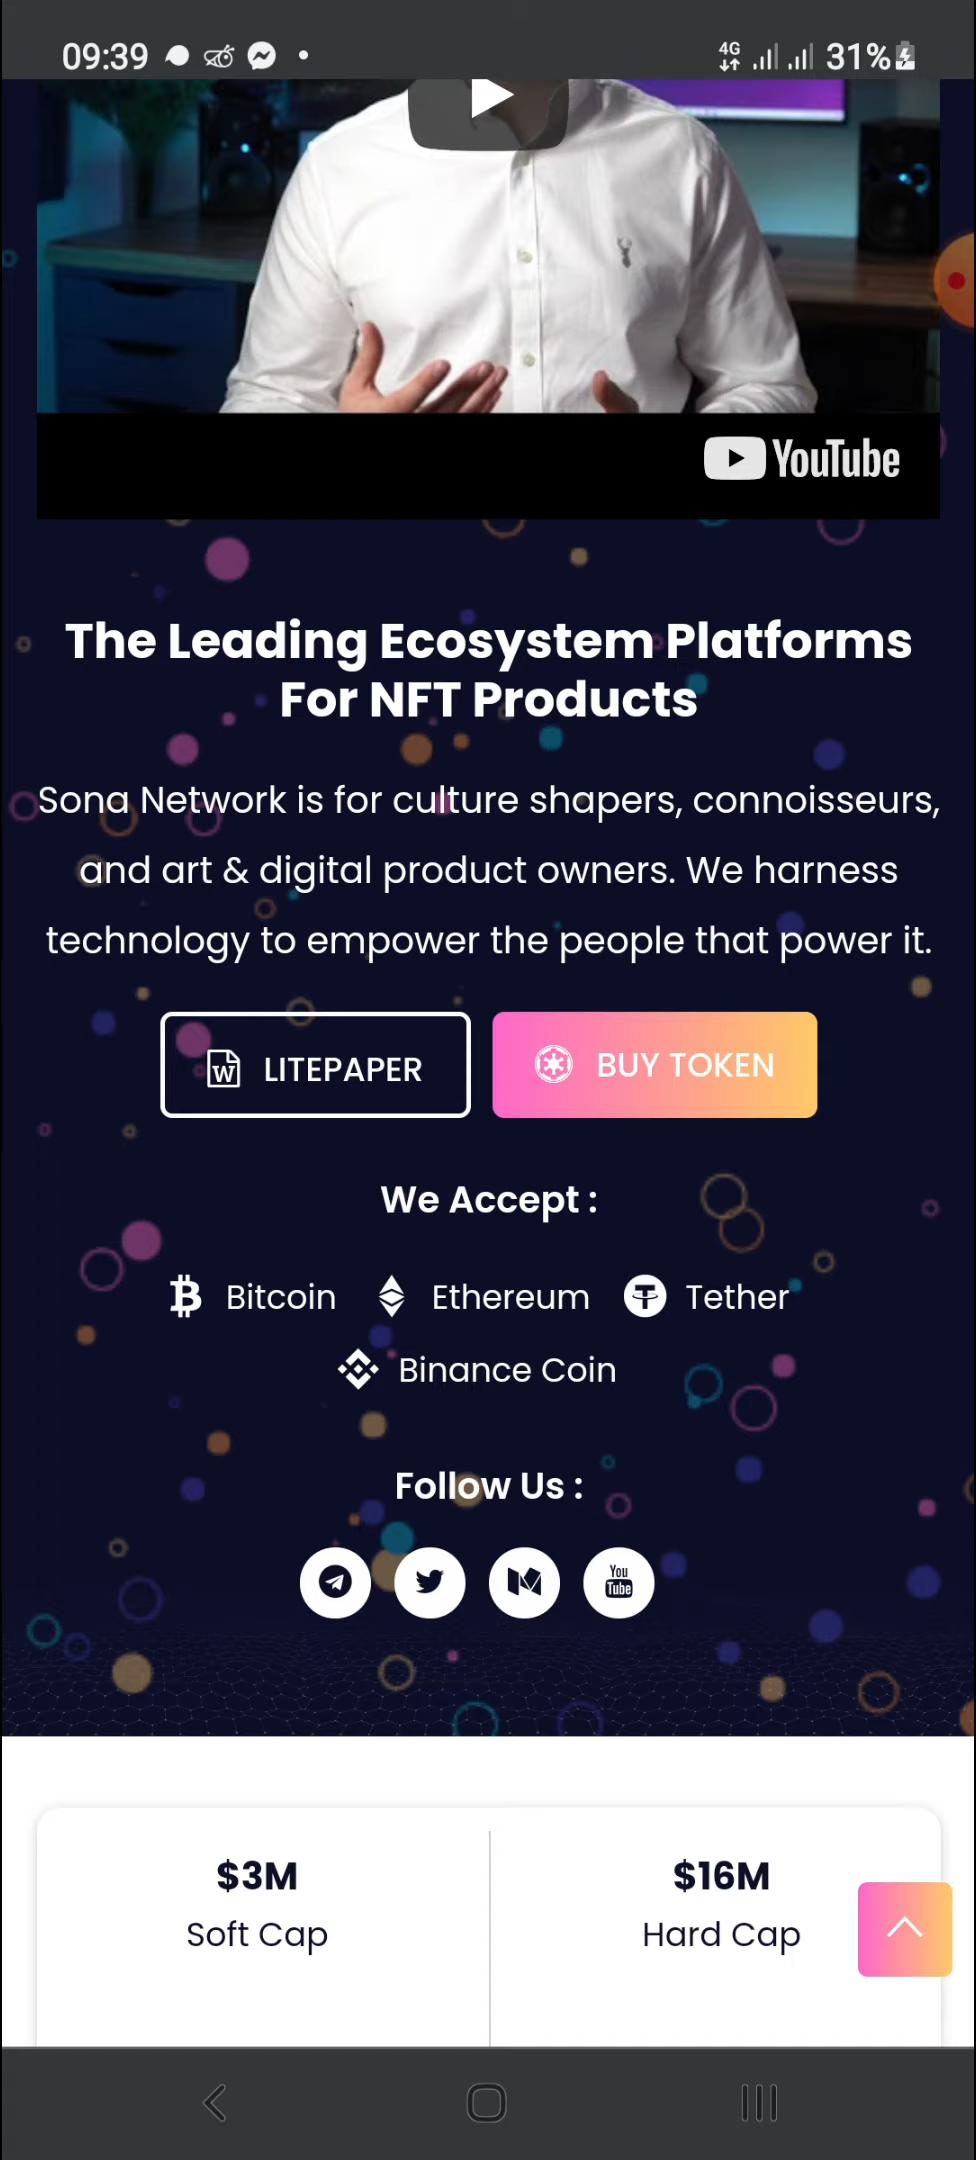 09:39
4G
31%
YouTube
The Leading Ecosystem Platforms
For NFT Products
Sona Network is for culture shapers, connoisseurs,
and art & digital product owners. We harness
technology to empower the people that power it.
LITEPAPER
BUY TOKEN
We Accept :
Bitcoin
Ethereum
Tether
Binance Coin
Follow Us :
You
Tube
$3M
$16M
Soft Cap
Hard Cap